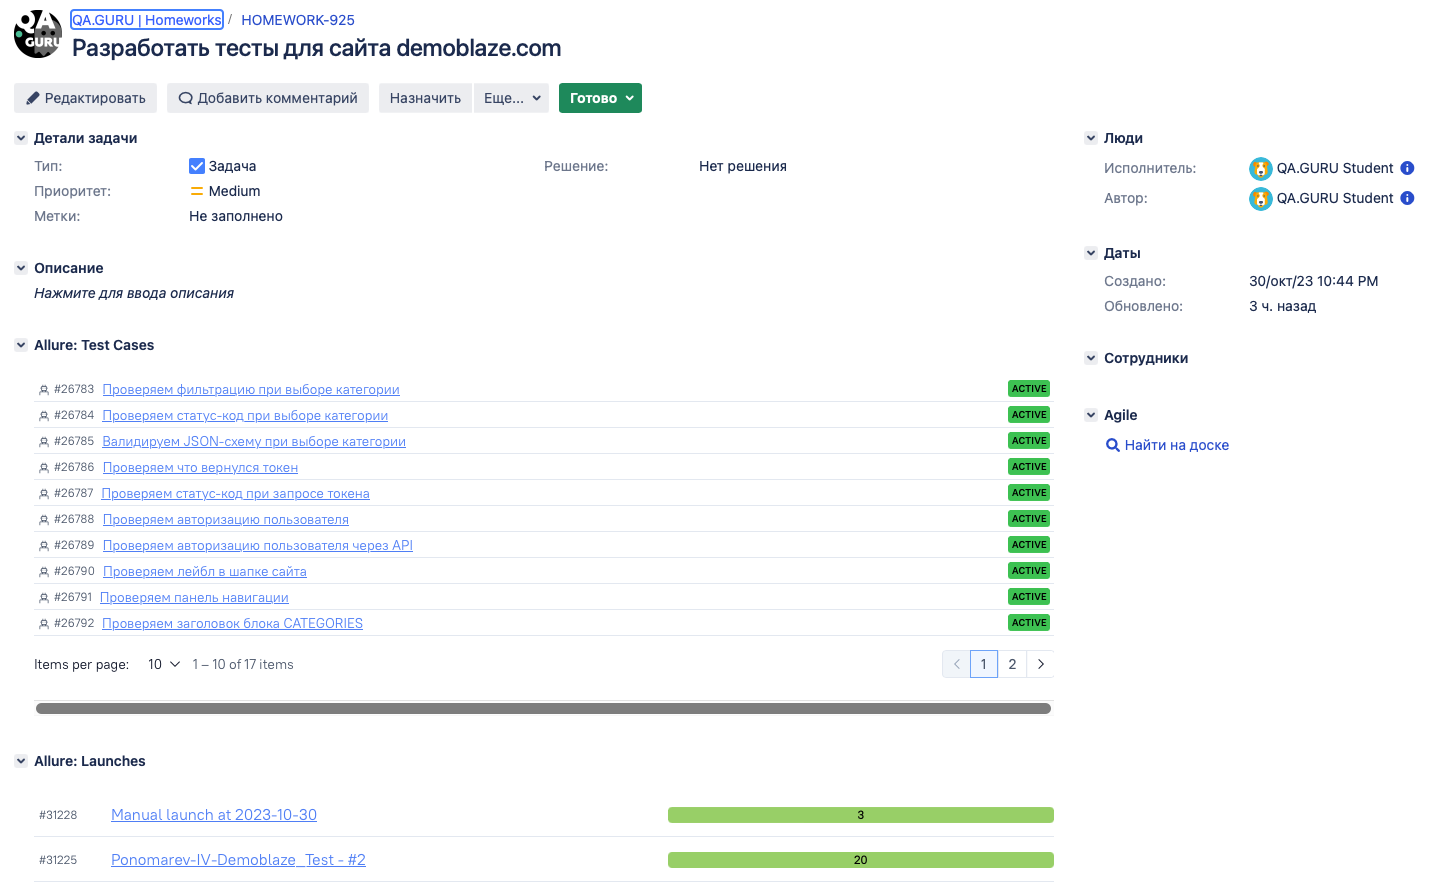 QA
GURU
QA.GURU | Homeworks / HOMEWORK-925
Разработать тесты для сайта demoblaze.com
Редактировать Добавить комментарий Назначить Еще... Готово
Детали задачи
Тип: Задача Решение: Нет решения
Приоритет: Medium
Метки: Не заполнено
Описание
Нажмите для ввода описания
Allure: Test Cases
#26783 Проверяем фильтрацию при выборе категории ACTIVE
#26784 Проверяем статус-код при выборе категории ACTIVE
#26785 Валидируем JSON-схему при выборе категории ACTIVE
#26786 Проверяем что вернулся токен ACTIVE
#26787 Проверяем статус-код при запросе токена ACTIVE
#26788 Проверяем авторизацию пользователя ACTIVE
#26789 Проверяем авторизацию пользователя через API ACTIVE
#26790 Проверяем лейбл в шапке сайта ACTIVE
#26791 Проверяем панель навигации ACTIVE
#26792 Проверяем заголовок блока CATEGORIES ACTIVE
Items per page: 10 1 – 10 of 17 items 1 2
Allure: Launches
#31228 Manual launch at 2023-10-30 3
#31225 Ponomarev-IV-Demoblaze_Test - #2 20
Люди
Исполнитель: QA.GURU Student
Автор: QA.GURU Student
Даты
Создано: 30/окт/23 10:44 PM
Обновлено: 3 ч. назад
Сотрудники
Agile
Найти на доске